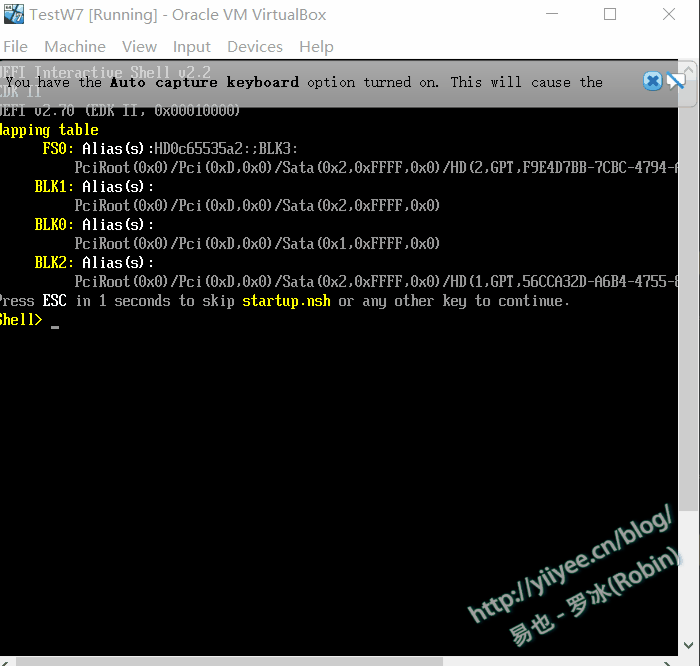 TestW7 [Running] - Oracle VM VirtualBox
File Machine View Input Devices Help
UEFI Interactive Shell v2.2
You have the Auto capture keyboard option turned on. This will cause the
EDK II
UEFI v2.70 (EDK II, 0x00010000)
Mapping table
FS0: Alias(s):HD0c65535a2:;BLK3:
PciRoot(0x0)/Pci(0xD,0x0)/Sata(0x2,0xFFFF,0x0)/HD(2,GPT,F9E4D7BB-7CBC-4794-A
BLK1: Alias(s):
PciRoot(0x0)/Pci(0xD,0x0)/Sata(0x2,0xFFFF,0x0)
BLK0: Alias(s):
PciRoot(0x0)/Pci(0xD,0x0)/Sata(0x1,0xFFFF,0x0)
BLK2: Alias(s):
PciRoot(0x0)/Pci(0xD,0x0)/Sata(0x2,0xFFFF,0x0)/HD(1,GPT,56CCA32D-A6B4-4755-8
Press ESC in 1 seconds to skip startup.nsh or any other key to continue.
Shell> _
http://yiiyee.cn/blog/
易也 - 罗冰(Robin)